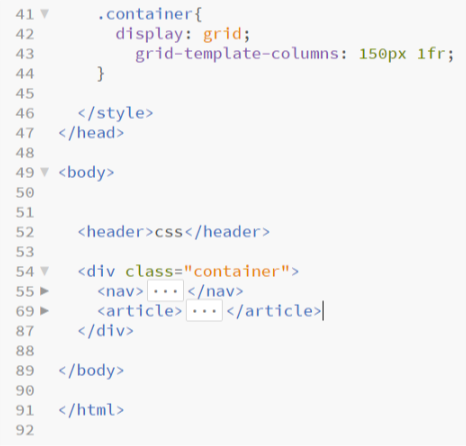 41 .container{
42 display: grid;
43 grid-template-columns: 150px 1fr;
44 }
45
46 </style>
47 </head>
48
49 <body>
50
51
52 <header>css</header>
53
54 <div class="container">
55 <nav>···</nav>
69 <article>···</article>
87 </div>
88
89 </body>
90
91 </html>
92